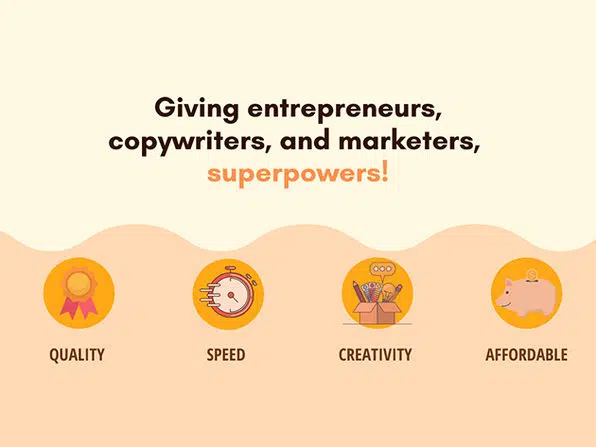 Giving entrepreneurs,
copywriters, and marketers,
superpowers!
QUALITY
SPEED
CREATIVITY
AFFORDABLE